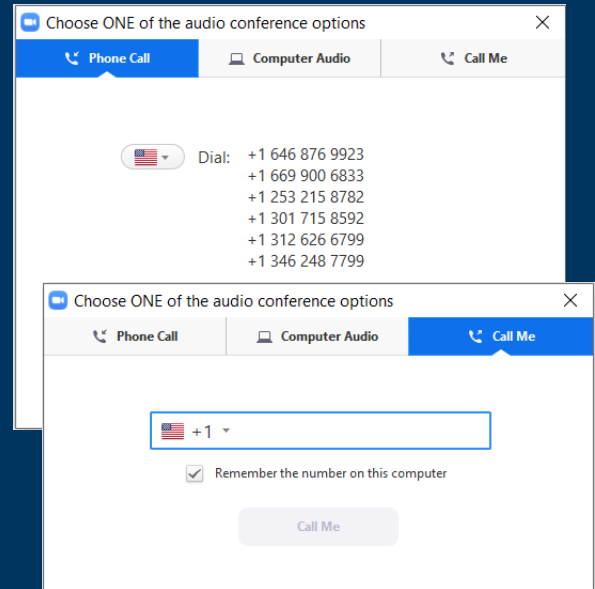 Choose ONE of the audio conference options
Phone Call Computer Audio Call Me
Dial: +1 646 876 9923
+1 669 900 6833
+1 253 215 8782
+1 301 715 8592
+1 312 626 6799
+1 346 248 7799
Choose ONE of the audio conference options
Phone Call Computer Audio Call Me
+1
Remember the number on this computer
Call Me